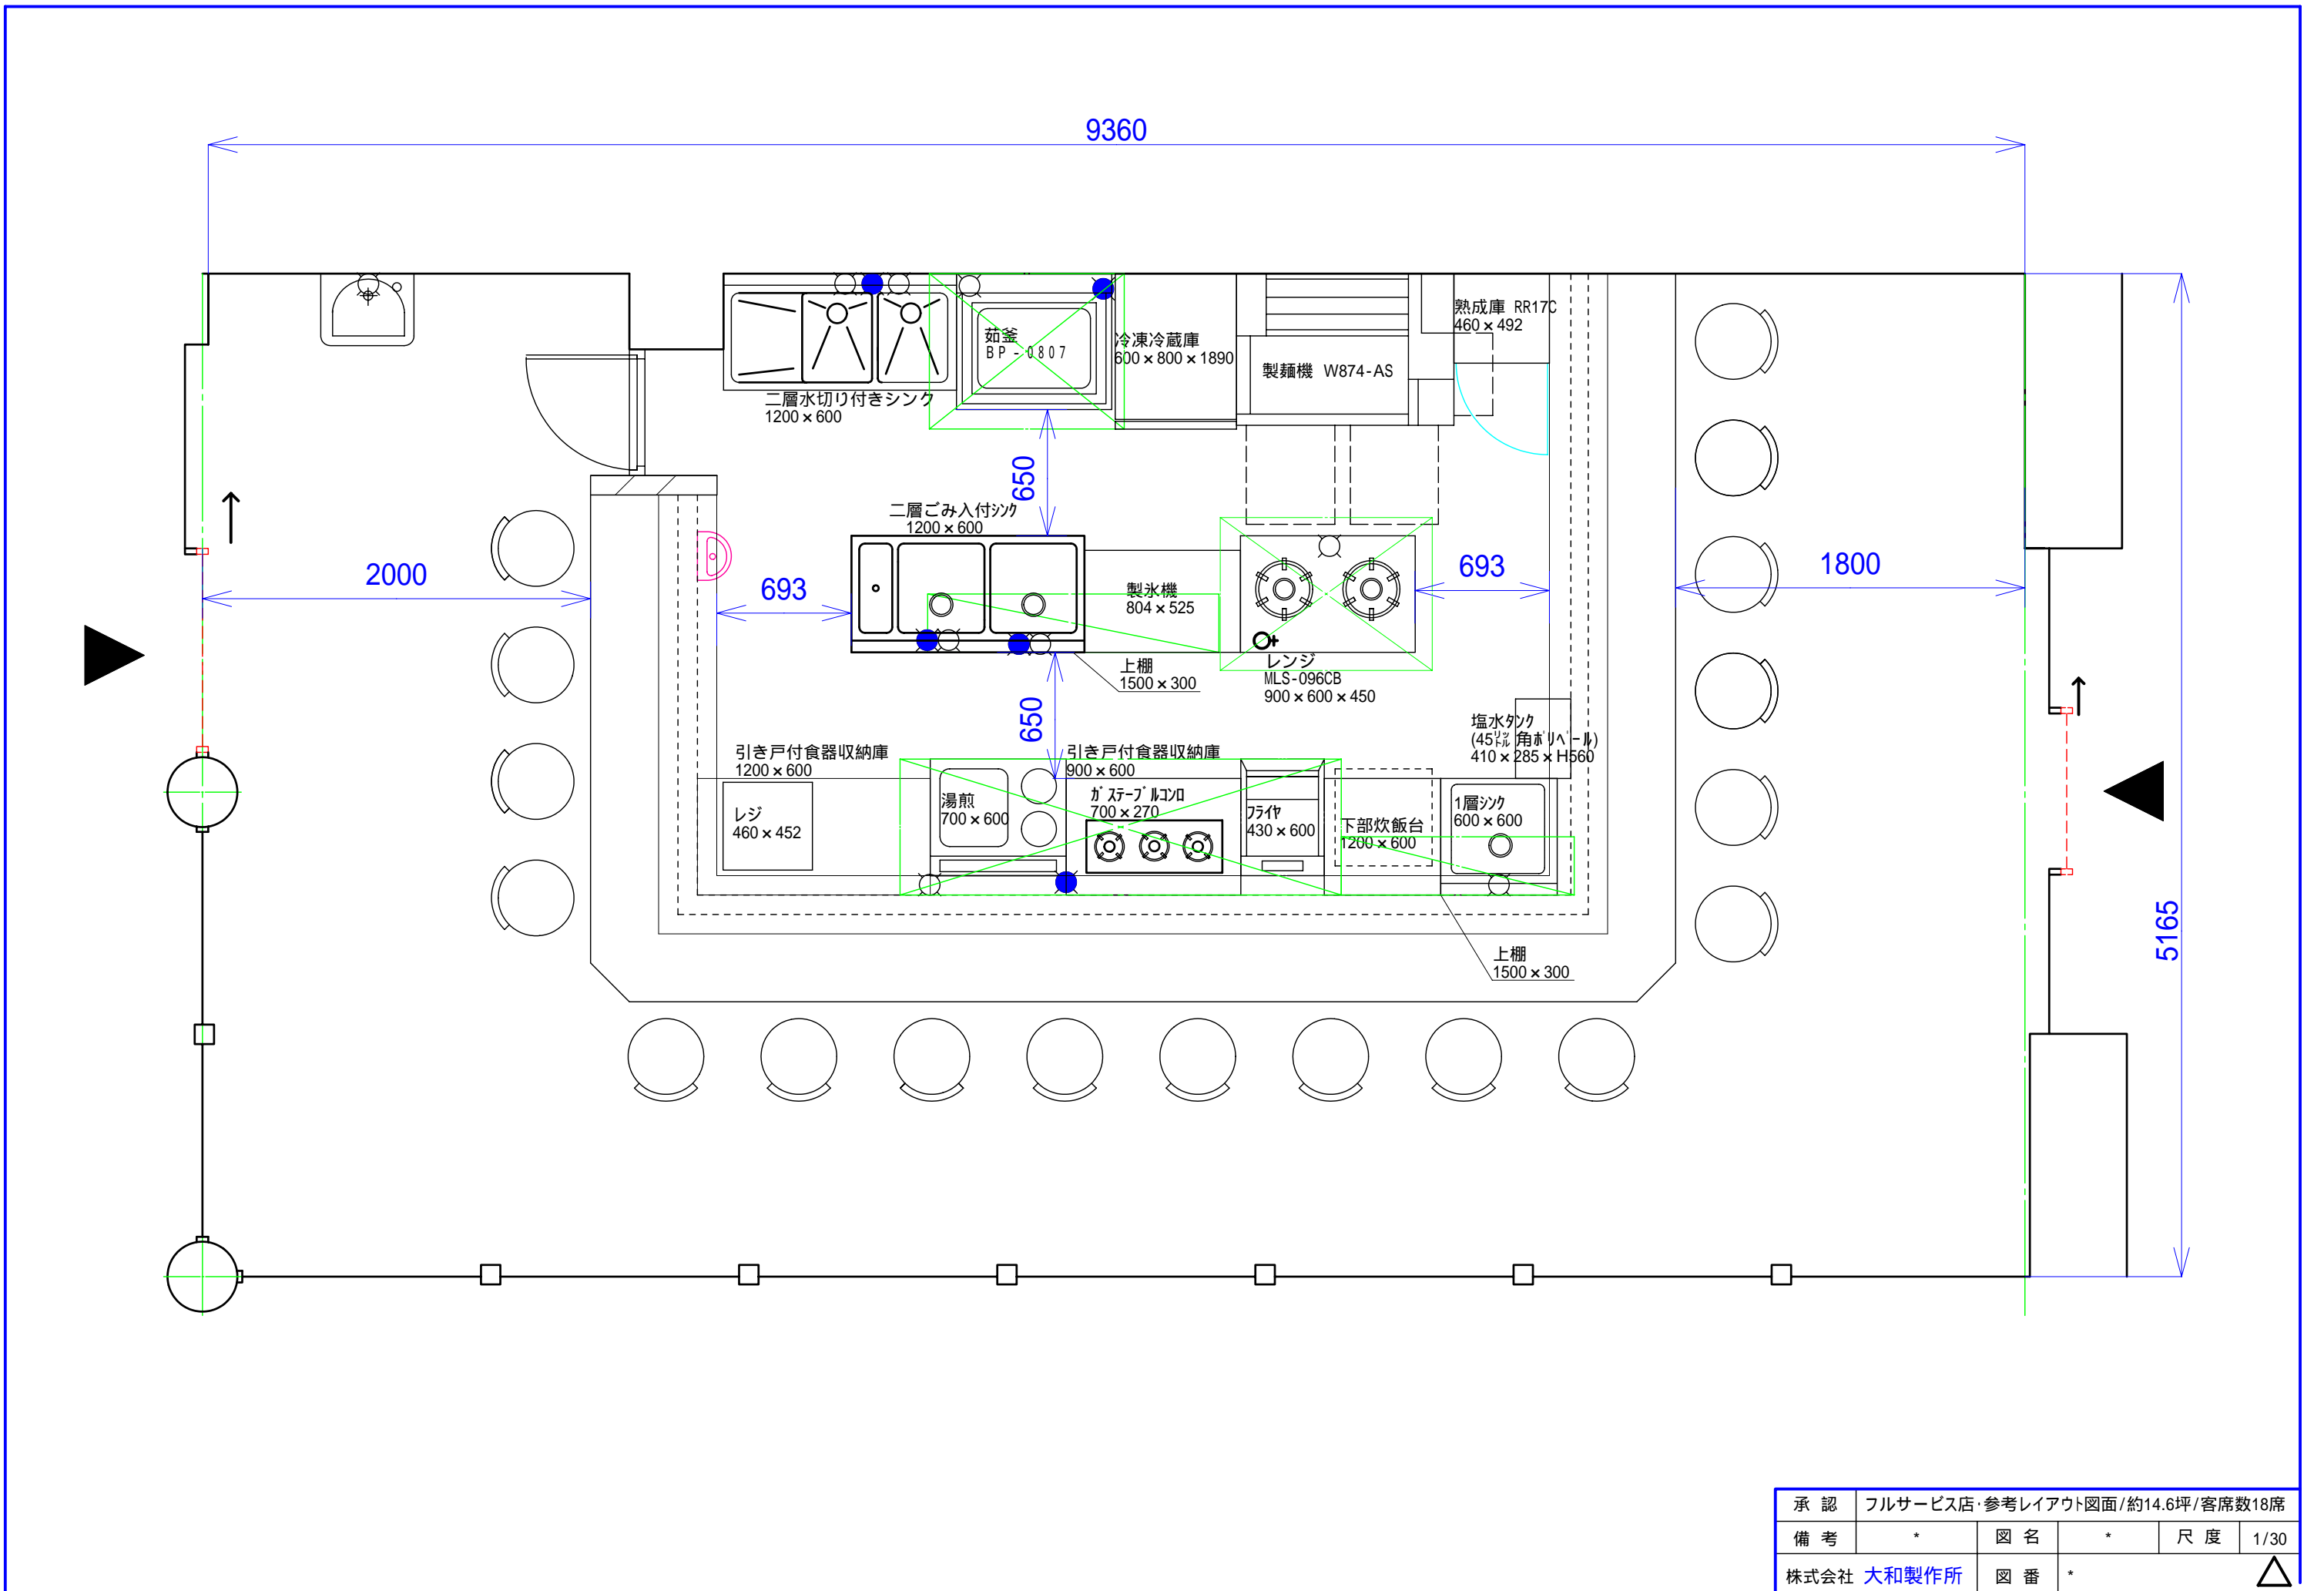 9360
熟成庫 RR17C
460×492
茹釜
BP-0807
冷凍冷蔵庫
600×800×1890
製麺機 W874-AS
二層水切り付きシンク
1200×600
650
二層ごみ入付ｼﾝｸ
1200×600
2000
693
製氷機
804×525
693
1800
上棚
1500×300
レンジ
MLS-096CB
900×600×450
650
塩水ﾀﾝｸ
(45㍑ 角ﾎﾟﾘﾍﾟｰﾙ)
410×285×H560
引き戸付食器収納庫
1200×600
引き戸付食器収納庫
900×600
レジ
460×452
湯煎
700×600
ｶﾞｽﾃｰﾌﾞﾙｺﾝﾛ
700×270
ﾌﾗｲﾔ
430×600
下部炊飯台
1200×600
1層ｼﾝｸ
600×600
5165
上棚
1500×300
承 認 フルサービス店･参考レイアウト図面/約14.6坪/客席数18席
備 考 * 図 名 * 尺 度 1/30
株式会社 大和製作所 図 番 *